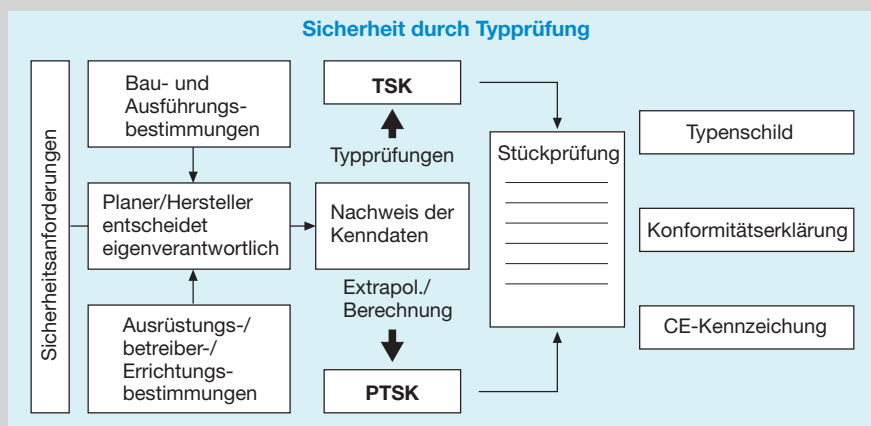 Sicherheit durch Typprüfung
Sicherheitsanforderungen
Bau- und
Ausführungs-
bestimmungen
Planer/Hersteller
entscheidet
eigenverantwortlich
Ausrüstungs-/
betreiber-/
Errichtungs-
bestimmungen
TSK
Typprüfungen
Nachweis der
Kenndaten
Extrapol./
Berechnung
PTSK
Stückprüfung
Typenschild
Konformitätserklärung
CE-Kennzeichung